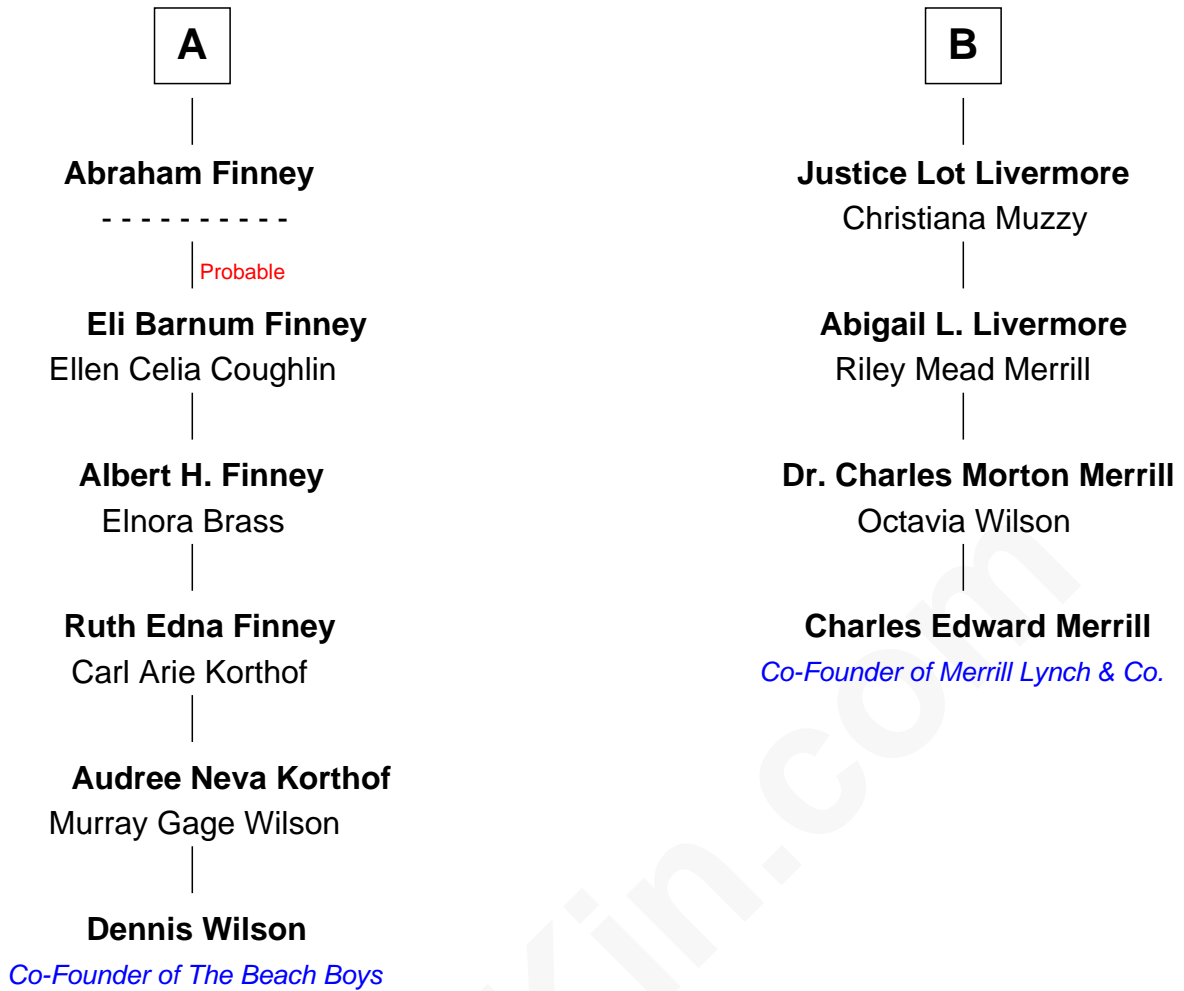 A
Abraham Finney
- - - - - - - - - -
Probable
Eli Barnum Finney
Ellen Celia Coughlin
Albert H. Finney
Elnora Brass
Ruth Edna Finney
Carl Arie Korthof
Audree Neva Korthof
Murray Gage Wilson
Dennis Wilson
Co-Founder of The Beach Boys
B
Justice Lot Livermore
Christiana Muzzy
Abigail L. Livermore
Riley Mead Merrill
Dr. Charles Morton Merrill
Octavia Wilson
Charles Edward Merrill
Co-Founder of Merrill Lynch & Co.
Kin.com